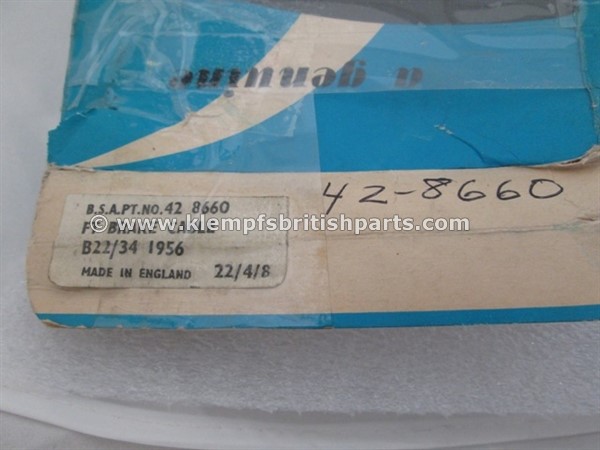 a genuine
42-8660
B.S.A.PT.NO.42 8660
© www.klempfsbritishparts.com ©
B22/34 1956
MADE IN ENGLAND 22/4/8